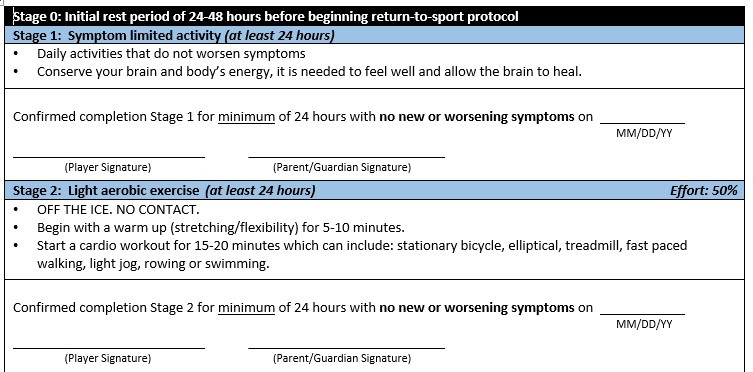 Stage 0: Initial rest period of 24-48 hours before beginning return-to-sport protocol
Stage 1: Symptom limited activity (at least 24 hours)
• Daily activities that do not worsen symptoms
• Conserve your brain and body's energy, it is needed to feel well and allow the brain to heal.
Confirmed completion Stage 1 for minimum of 24 hours with no new or worsening symptoms on ____________
MM/DD/YY
(Player Signature) (Parent/Guardian Signature)
Stage 2: Light aerobic exercise (at least 24 hours) Effort: 50%
• OFF THE ICE. NO CONTACT.
• Begin with a warm up (stretching/flexibility) for 5-10 minutes.
• Start a cardio workout for 15-20 minutes which can include: stationary bicycle, elliptical, treadmill, fast paced
walking, light jog, rowing or swimming.
Confirmed completion Stage 2 for minimum of 24 hours with no new or worsening symptoms on ____________
MM/DD/YY
(Player Signature) (Parent/Guardian Signature)